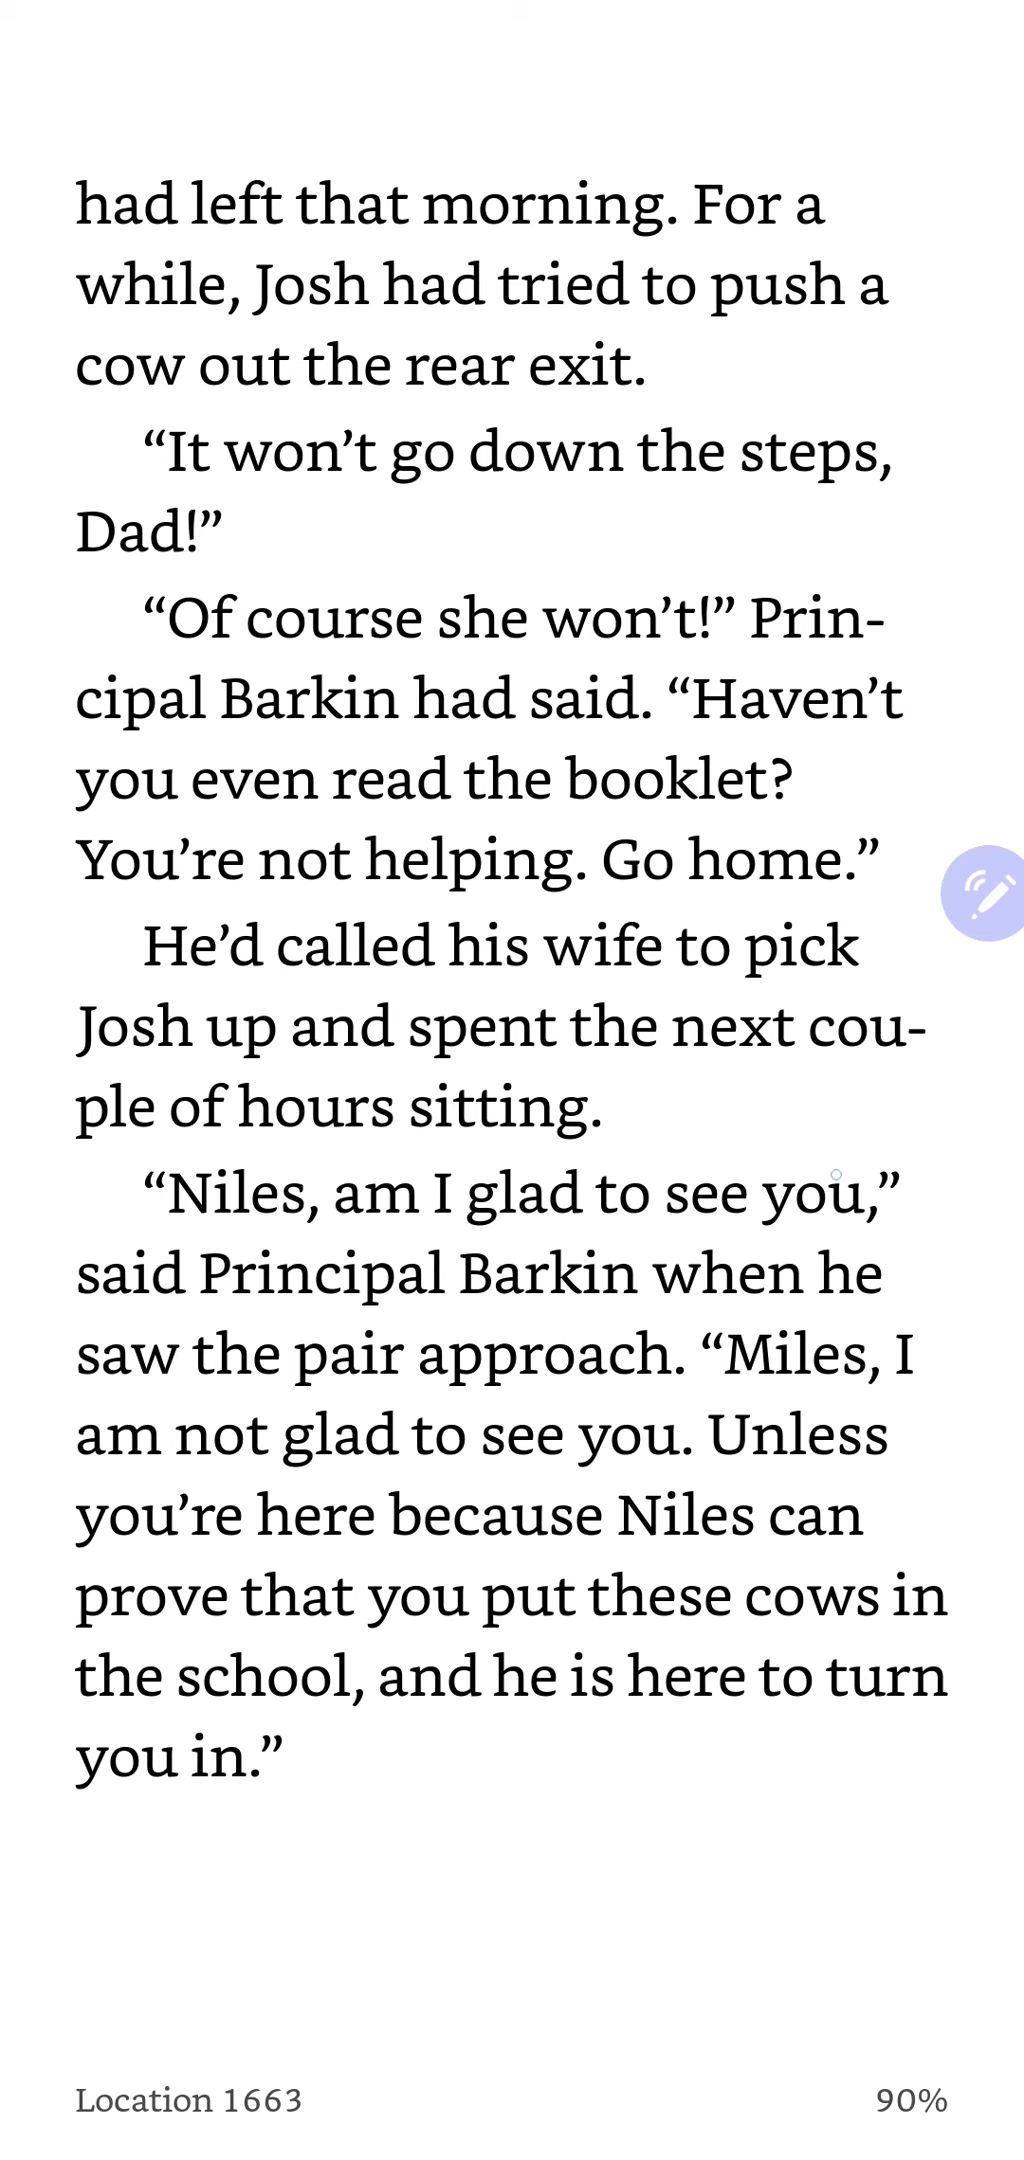 had left that morning. For a
while, Josh had tried to push a
cow out the rear exit.
“It won’t go down the steps,
Dad!”
“Of course she won’t!” Prin-
cipal Barkin had said. “Haven’t
you even read the booklet?
You’re not helping. Go home.”
He’d called his wife to pick
Josh up and spent the next cou-
ple of hours sitting.
“Niles, am I glad to see you,”
said Principal Barkin when he
saw the pair approach. “Miles, I
am not glad to see you. Unless
you’re here because Niles can
prove that you put these cows in
the school, and he is here to turn
you in.”
Location 1663 90%